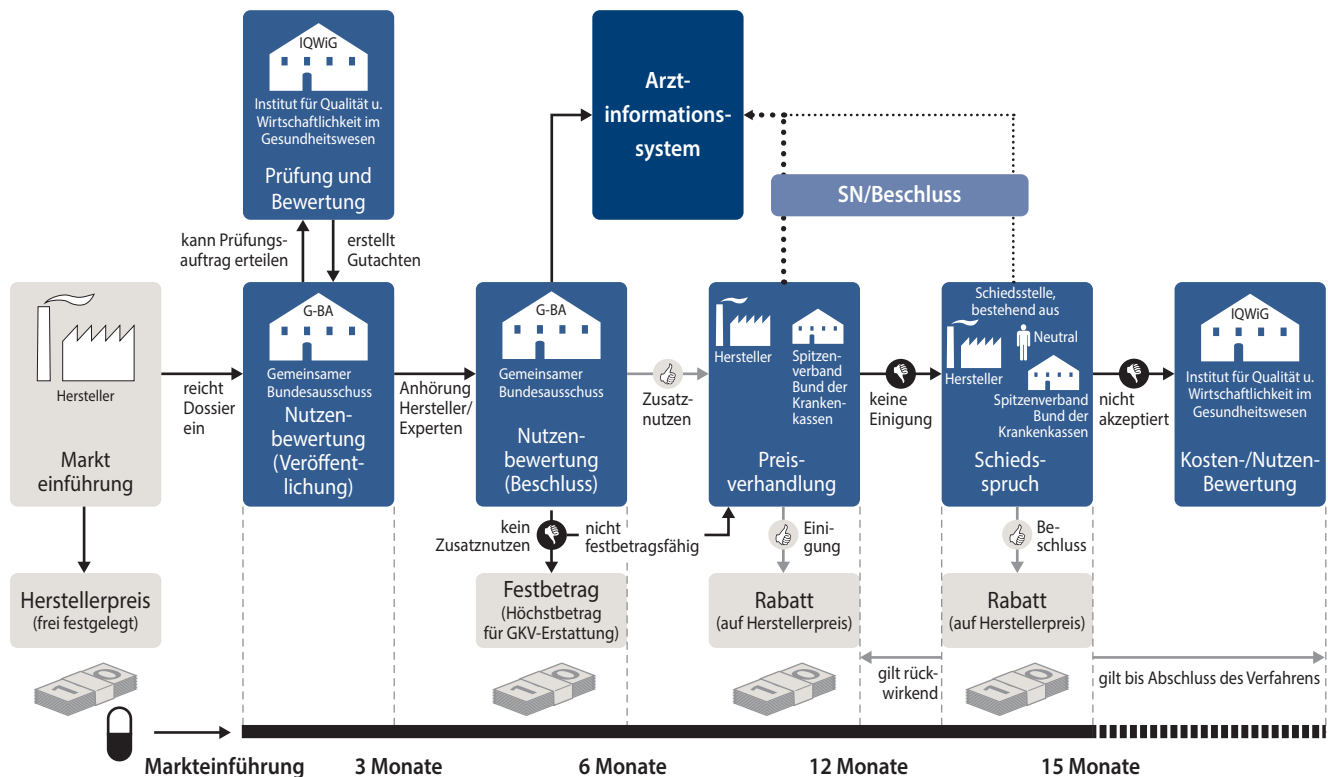 IQWiG
Institut für Qualität u.
Wirtschaftlichkeit im
Gesundheitswesen
Prüfung und
Bewertung
Arzt-
informations-
system
SN/Beschluss
kann Prüfungs-
auftrag erteilen
erstellt
Gutachten
Hersteller
Markt
einführung
reicht
Dossier
ein
G-BA
Gemeinsamer
Bundesausschuss
Nutzen-
bewertung
(Veröffent-
lichung)
Anhörung
Hersteller/
Experten
G-BA
Gemeinsamer
Bundesausschuss
Nutzen-
bewertung
(Beschluss)
Zusatz-
nutzen
Hersteller
Spitzen-
verband
Bund der
Kranken-
kassen
Preis-
verhandlung
keine
Einigung
Schiedsstelle,
bestehend aus
Neutral
Hersteller
Spitzenverband
Bund der
Krankenkassen
Schieds-
spruch
nicht
akzeptiert
IQWiG
Institut für Qualität u.
Wirtschaftlichkeit im
Gesundheitswesen
Kosten-/Nutzen-
Bewertung
kein
Zusatznutzen
nicht
festbetragsfähig
Eini-
gung
Be-
schluss
Herstellerpreis
(frei festgelegt)
Festbetrag
(Höchstbetrag
für GKV-Erstattung)
Rabatt
(auf Herstellerpreis)
Rabatt
(auf Herstellerpreis)
10
10
10
10
gilt rück-
wirkend
gilt bis Abschluss des Verfahrens
Markteinführung
3 Monate
6 Monate
12 Monate
15 Monate